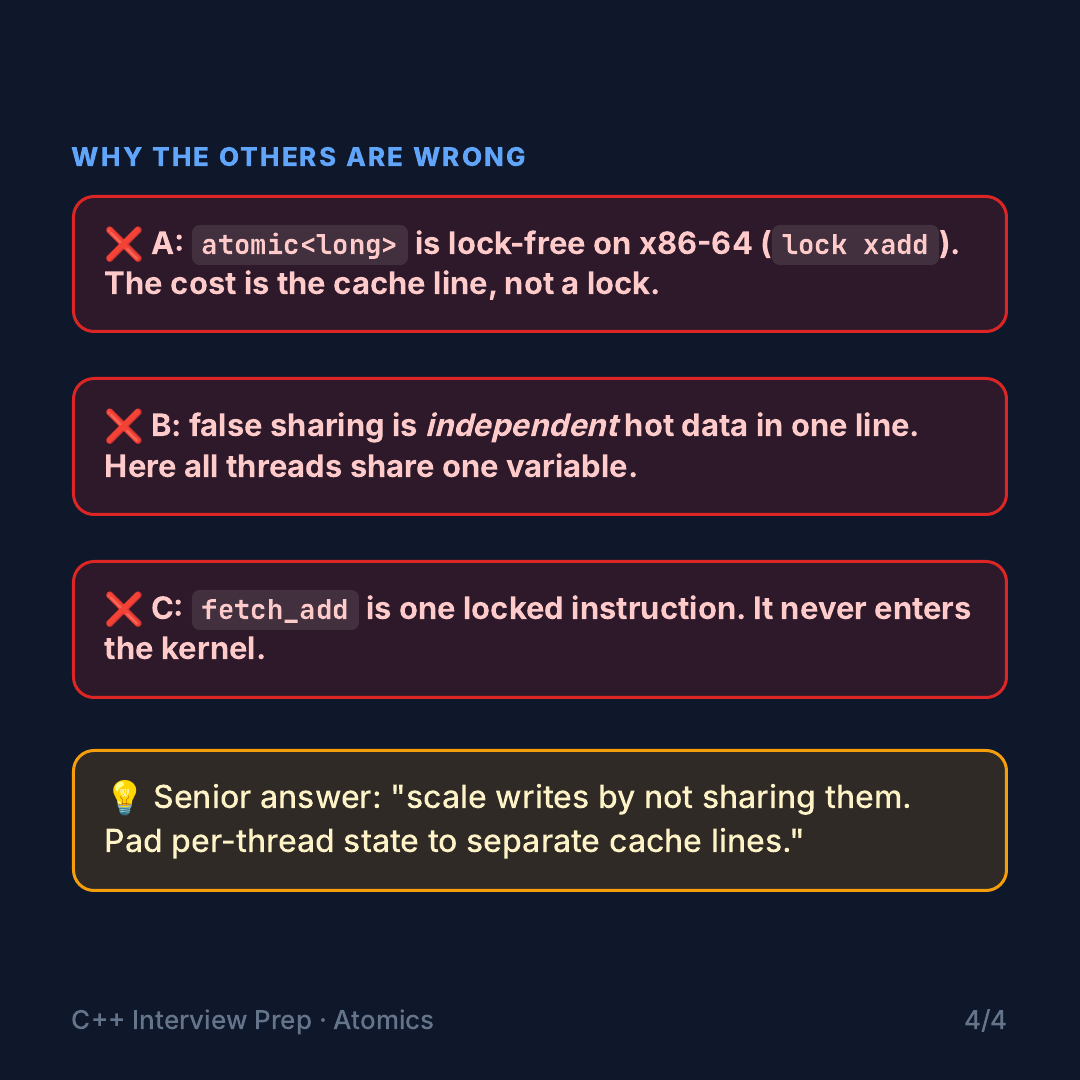 WHY THE OTHERS ARE WRONG
❌ A: atomic<long> is lock-free on x86-64 (lock xadd).
The cost is the cache line, not a lock.
❌ B: false sharing is independent hot data in one line.
Here all threads share one variable.
❌ C: fetch_add is one locked instruction. It never enters
the kernel.
💡 Senior answer: "scale writes by not sharing them.
Pad per-thread state to separate cache lines."
C++ Interview Prep · Atomics
4/4